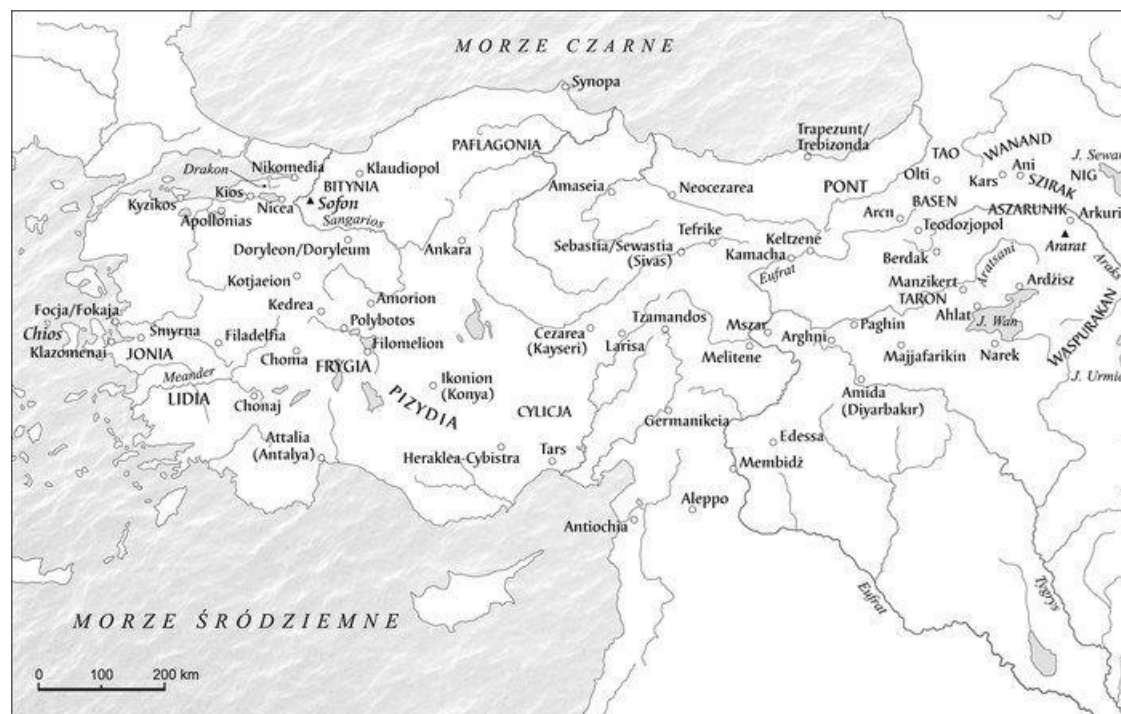 MORZE CZARNE
Synopa
PAFLAGONIA
Trapezunt/
Trebizonda
TAO
WANAND
Ani
J. Sewan
Drakon
Nikomedia
Klaudiopol
Kios
BITYNIA
Sofon
Kyzikos
Nicea
Apollonias
Sangarios
Amaseia
Neocezarea
PONT
Olti
Kars
SZIRAK
NIG
BASEN
Arcn
ASZARUNIK
Arkuri
Teodozjopol
Ararat
Doryleon/Doryleum
Ankara
Tefrike
Sebastia/Sewastia
(Sivas)
Keltzene
Kamacha
Eufrat
Berdak
Aratsani
Araks
Kotjaeion
Manzikert
Ardžisz
Kedrea
Amorion
TARON
Ahlat
Focja/Fokaja
Polybotos
Chios
Smyrna
Filadelfia
Cezarea
(Kayseri)
Tzamandos
Larisa
Mszar
Arghni
Paghin
J. Wan
WASPURAKAN
Klazomenai
JONIA
Choma
Filomelion
FRYGIA
Melitene
Majjafarikin
Narek
Meander
LIDIA
Chonaj
PIZYDIA
Ikonion
(Konya)
CYLICJA
Germanikeia
Amida
(Diyarbakır)
J. Urmia
Attalia
(Antalya)
Heraklea-Cybistra
Tars
Edessa
Membidż
Aleppo
Antiochia
Eufrat
Tygrys
MORZE ŚRÓDZIEMNE
0 100 200 km